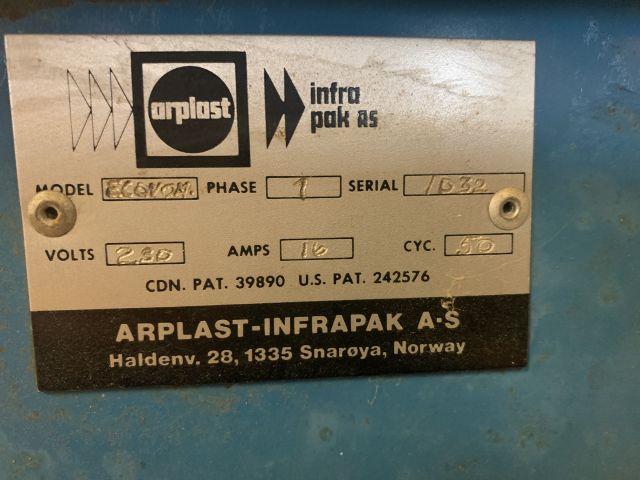 arplast
infra
pak as
MODEL ECONOM. PHASE 1 SERIAL 1032
VOLTS 230 AMPS 16 CYC. 50
CDN. PAT. 39890 U.S. PAT. 242576
ARPLAST-INFRAPAK A-S
Haldenv. 28, 1335 Snarøya, Norway